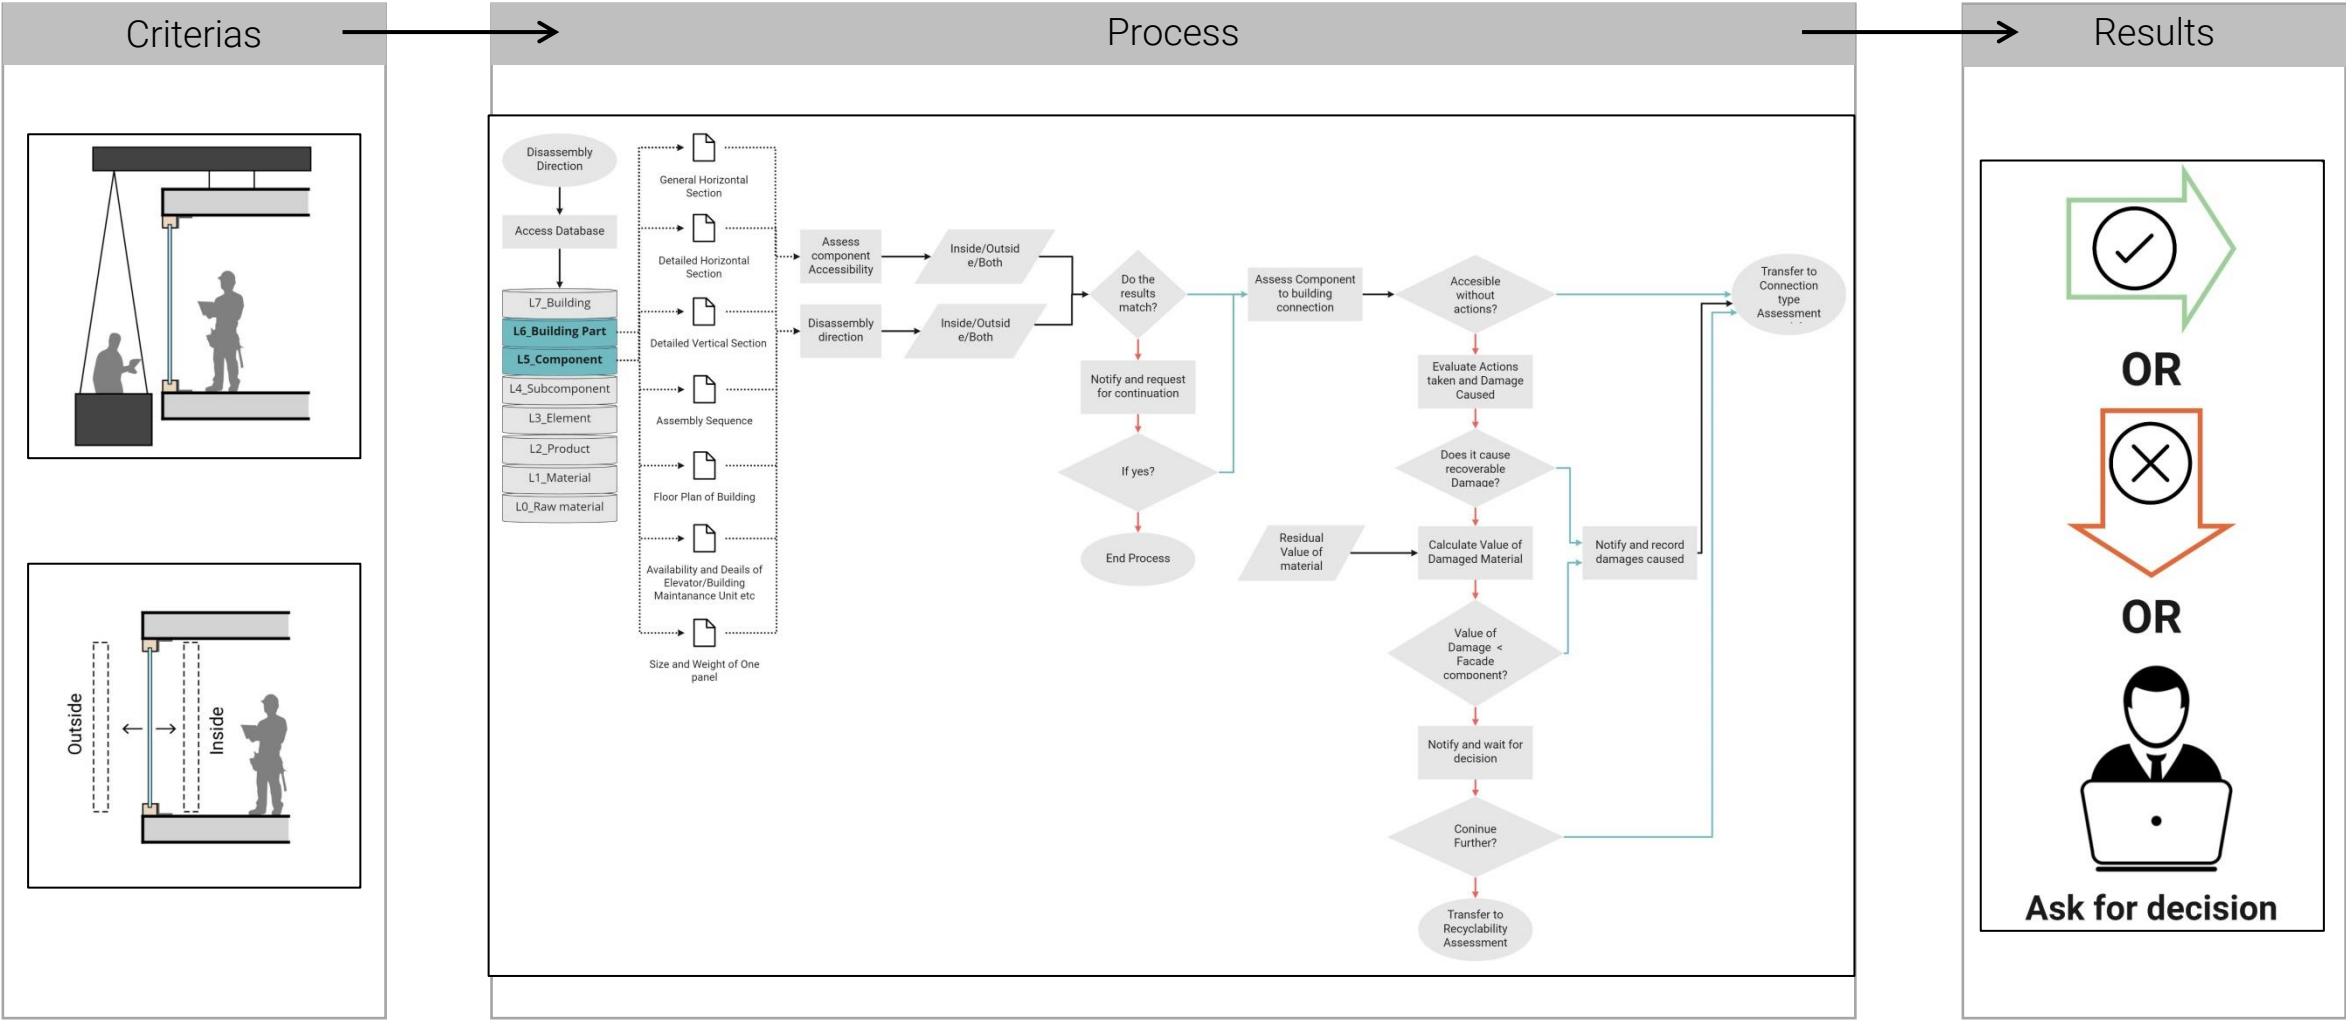 Criterias
Process
Results
Outside
Inside
Disassembly
Direction
Access Database
L7_Building
L6_Building Part
L5_Component
L4_Subcomponent
L3_Element
L2_Product
L1_Material
L0_Raw material
General Horizontal
Section
Detailed Horizontal
Section
Detailed Vertical Section
Assembly Sequence
Floor Plan of Building
Availability and Deails of
Elevator/Building
Maintanance Unit etc
Size and Weight of One
panel
Assess
component
Accessibility
Inside/Outsid
e/Both
Disassembly
direction
Inside/Outsid
e/Both
Do the
results
match?
Notify and request
for continuation
If yes?
End Process
Assess Component
to building
connection
Accesible
without
actions?
Evaluate Actions
taken and Damage
Caused
Does it cause
recoverable
Damage?
Residual
Value of
material
Calculate Value of
Damaged Material
Notify and record
damages caused
Value of
Damage <
Facade
component?
Notify and wait for
decision
Coninue
Further?
Transfer to
Recyclability
Assessment
Transfer to
Connection
type
Assessment
OR
OR
Ask for decision